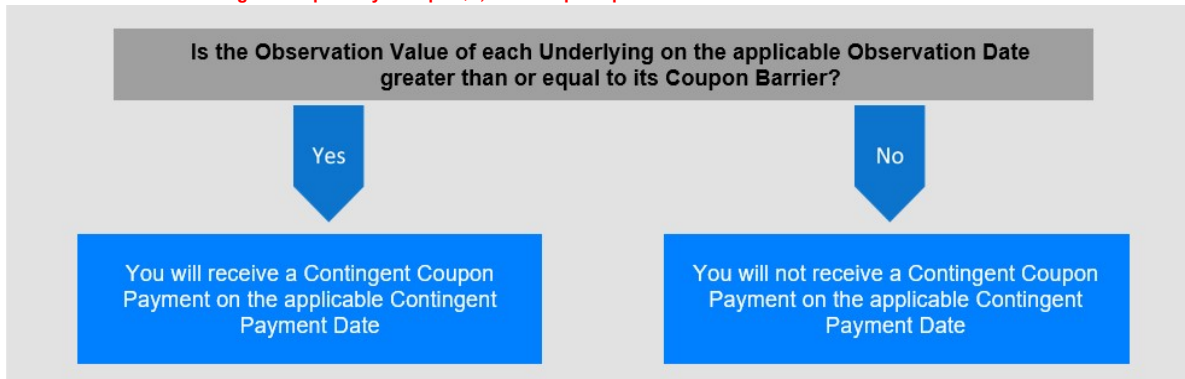 Is the Observation Value of each Underlying on the applicable Observation Date
greater than or equal to its Coupon Barrier?
Yes
No
You will receive a Contingent Coupon
Payment on the applicable Contingent
Payment Date
You will not receive a Contingent Coupon
Payment on the applicable Contingent
Payment Date